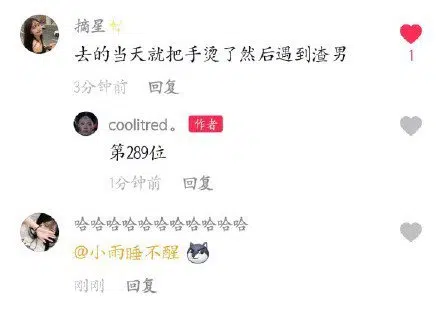 摘星✨
去的当天就把手烫了然后遇到渣男
1
3分钟前 回复
coolitred。 作者
第289位
1分钟前 回复
哈哈哈哈哈哈哈哈哈哈哈
@小雨睡不醒
刚刚 回复